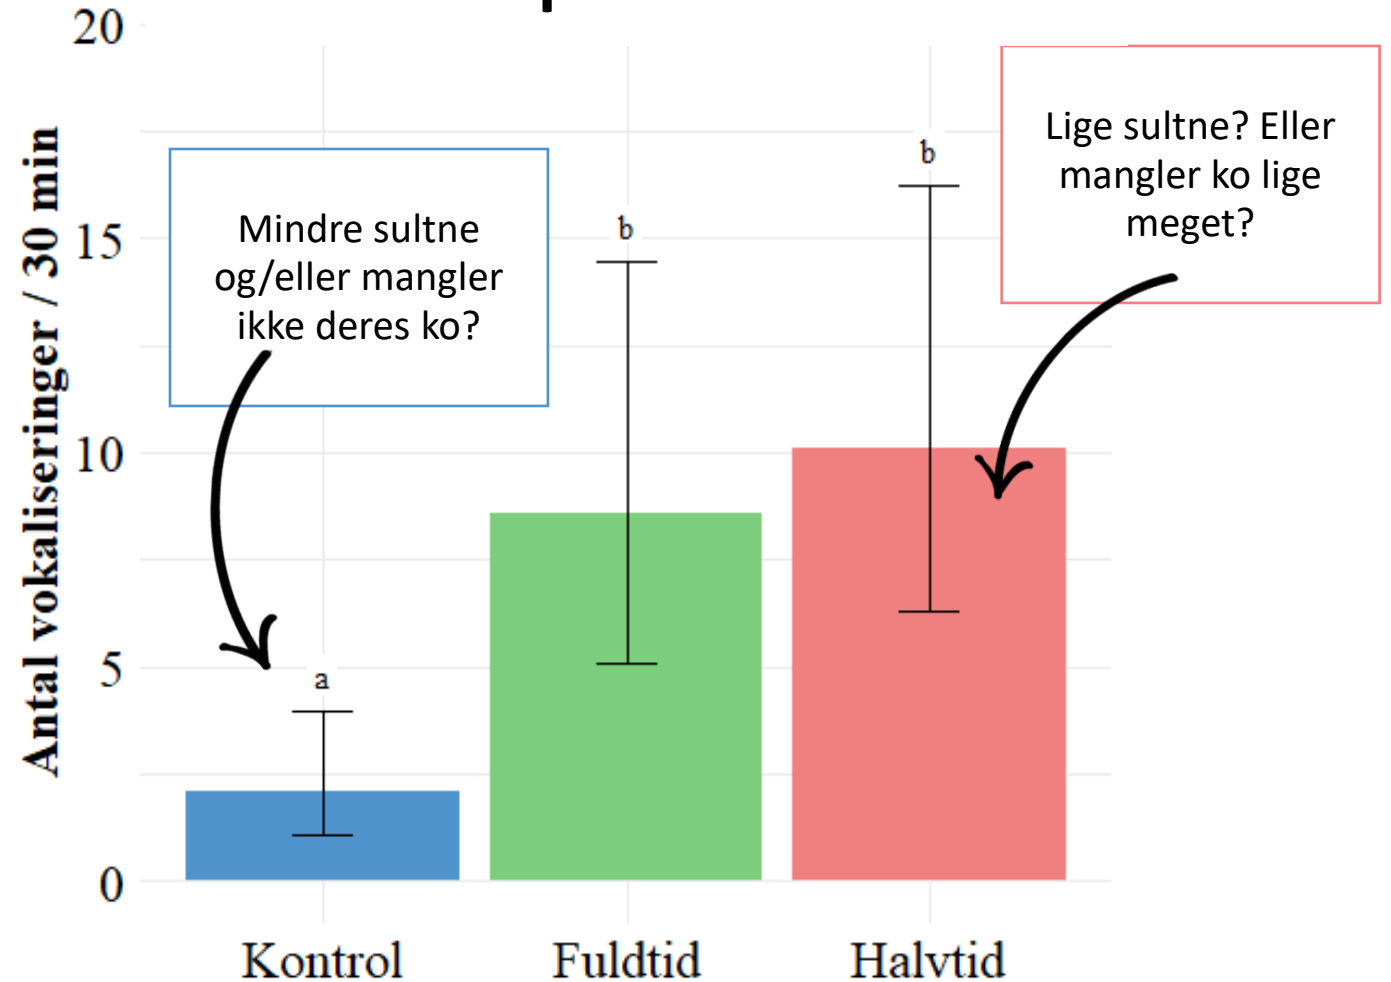 20
15
10
5
0
Antal vokaliseringer / 30 min
Mindre sultne
og/eller mangler
ikke deres ko?
Lige sultne? Eller
mangler ko lige
meget?
a
b
b
Kontrol
Fuldtid
Halvtid